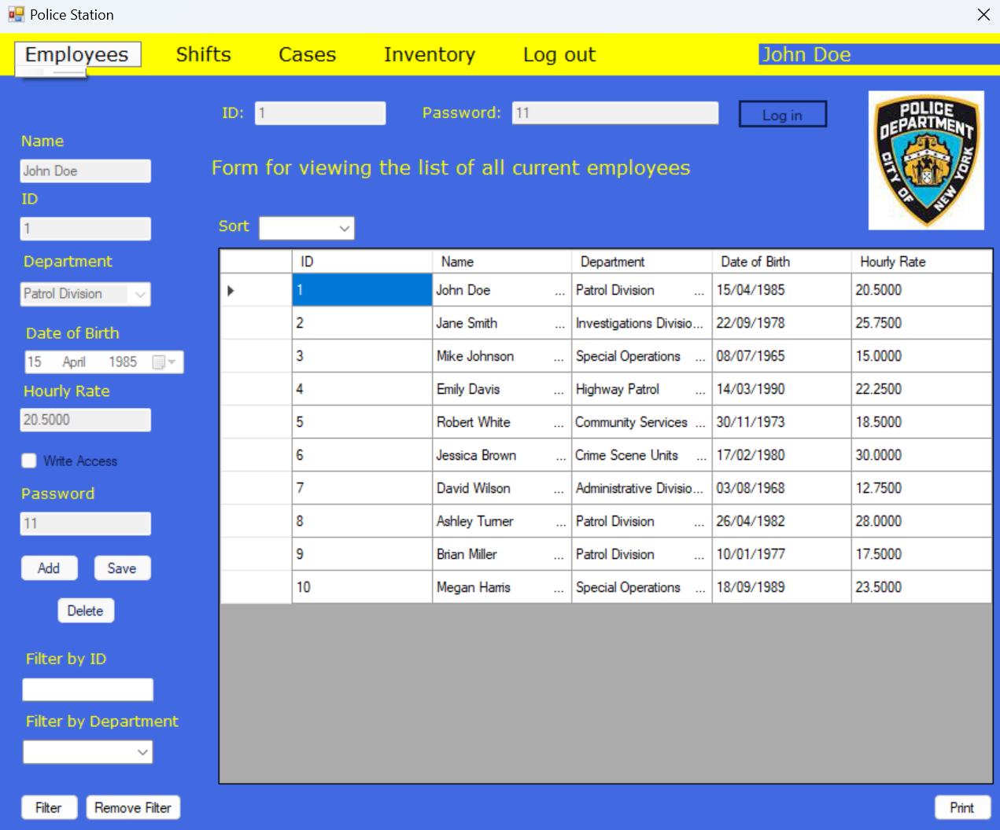 Police Station
Employees Shifts Cases Inventory Log out John Doe
ID: 1 Password: 11 Log in
POLICE
DEPARTMENT
CITY OF NEW YORK
Form for viewing the list of all current employees
Name
John Doe
ID
1
Department
Patrol Division
Date of Birth
15 April 1985
Hourly Rate
20.5000
Write Access
Password
11
Add Save
Delete
Filter by ID
Filter by Department
Filter Remove Filter
Sort
ID Name Department Date of Birth Hourly Rate
1 John Doe ... Patrol Division ... 15/04/1985 20.5000
2 Jane Smith ... Investigations Divisio... 22/09/1978 25.7500
3 Mike Johnson ... Special Operations ... 08/07/1965 15.0000
4 Emily Davis ... Highway Patrol ... 14/03/1990 22.2500
5 Robert White ... Community Services ... 30/11/1973 18.5000
6 Jessica Brown ... Crime Scene Units ... 17/02/1980 30.0000
7 David Wilson ... Administrative Divisio... 03/08/1968 12.7500
8 Ashley Turner ... Patrol Division ... 26/04/1982 28.0000
9 Brian Miller ... Patrol Division ... 10/01/1977 17.5000
10 Megan Harris ... Special Operations ... 18/09/1989 23.5000
Print